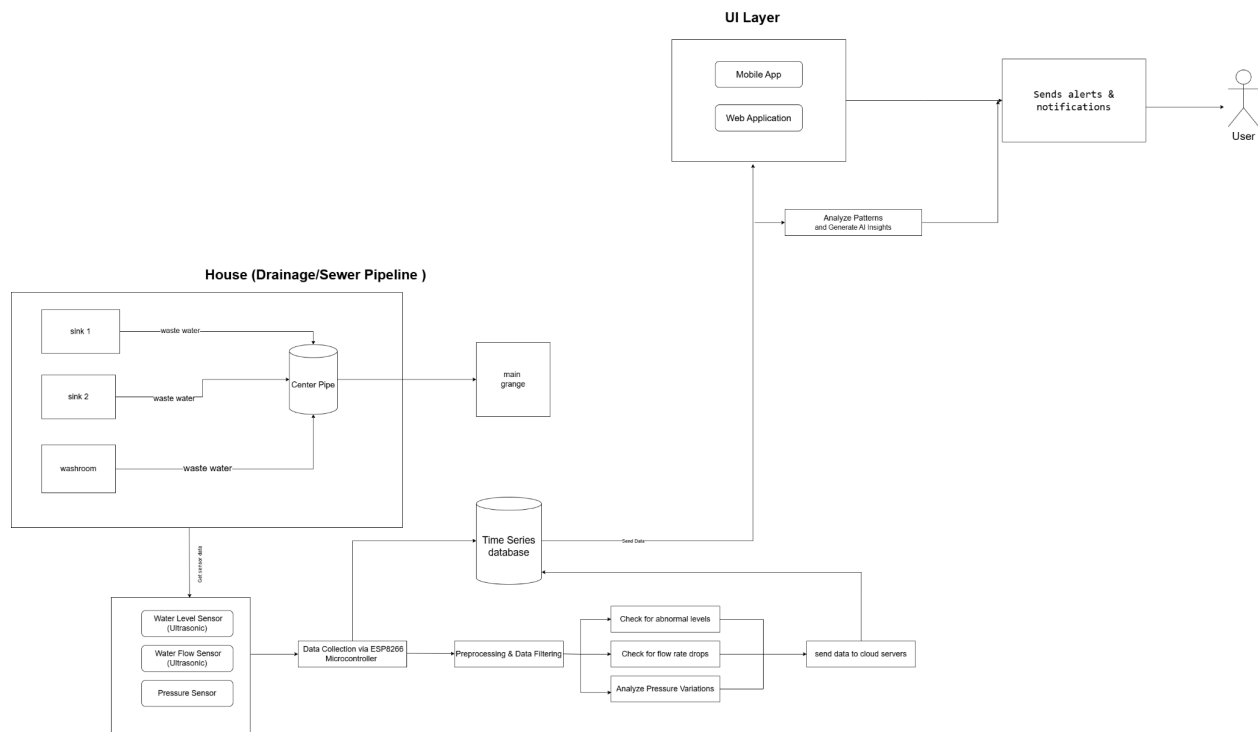 UI Layer
Mobile App
Web Application
Sends alerts &
notifications
User
Analyze Patterns
and Generate AI Insights
House (Drainage/Sewer Pipeline )
sink 1
waste water
Center Pipe
sink 2
waste water
washroom
waste water
main
grange
Get sensor data
Time Series
database
Send Data
Water Level Sensor
(Ultrasonic)
Water Flow Sensor
(Ultrasonic)
Pressure Sensor
Data Collection via ESP8266
Microcontroller
Preprocessing & Data Filtering
Check for abnormal levels
Check for flow rate drops
Analyze Pressure Variations
send data to cloud servers